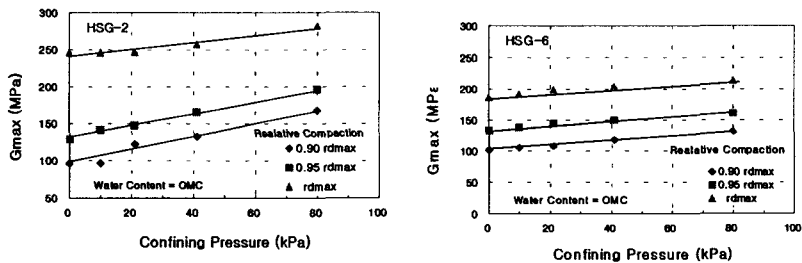 HSG-2
300
250
200
150
100
50
Gmax (MPa)
Realative Compaction
0.90 rdmax
0.95 rdmax
rdmax
Water Content = OMC
0 20 40 60 80 100
Confining Pressure (kPa)
HSG-6
300
250
200
150
100
50
0
Gmax (MPε
Realative Compaction
0.90 rdmax
0.95 rdmax
rdmax
Water Content = OMC
0 20 40 60 80 100
Confining Pressure (kPa)